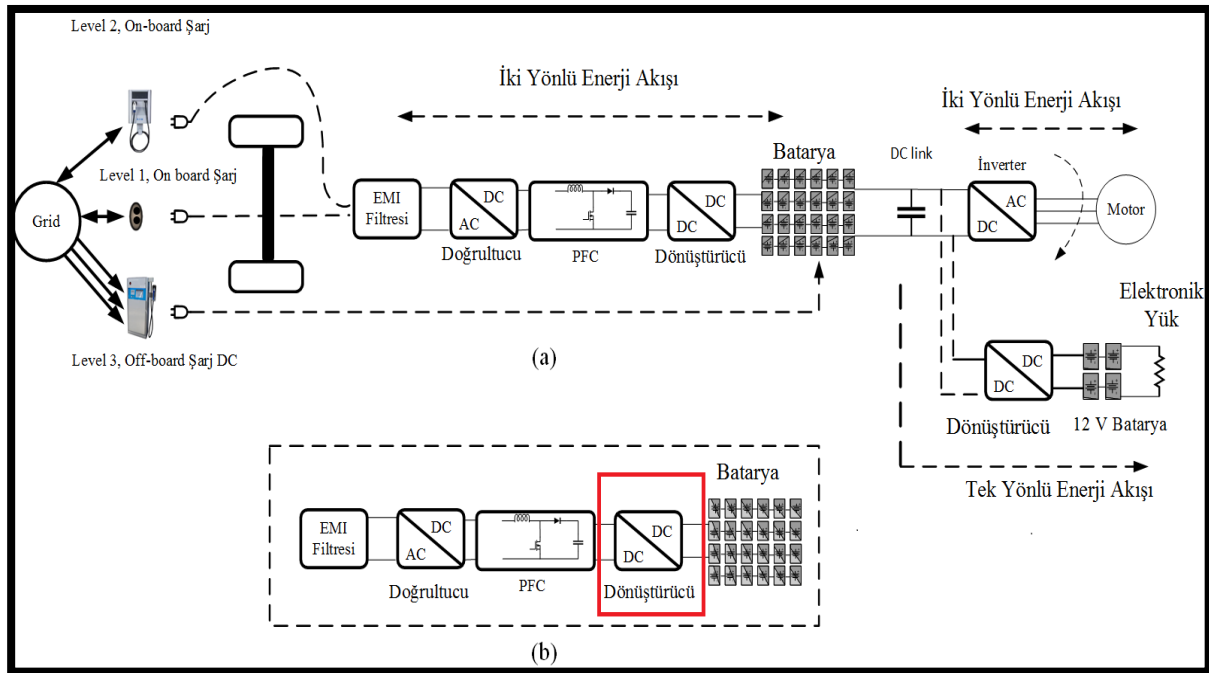 Level 2, On-board Şarj
İki Yönlü Enerji Akışı
İki Yönlü Enerji Akışı
Level 1, On board Şarj
Batarya
DC link
İnverter
Grid
EMI
Filtresi
DC
AC
DC
DC
AC
DC
Motor
Doğrultucu
PFC
Dönüştürücü
Elektronik
Yük
Level 3, Off-board Şarj DC
(a)
DC
DC
Dönüştürücü
12 V Batarya
Tek Yönlü Enerji Akışı
Batarya
EMI
Filtresi
DC
AC
DC
DC
Doğrultucu
PFC
Dönüştürücü
(b)